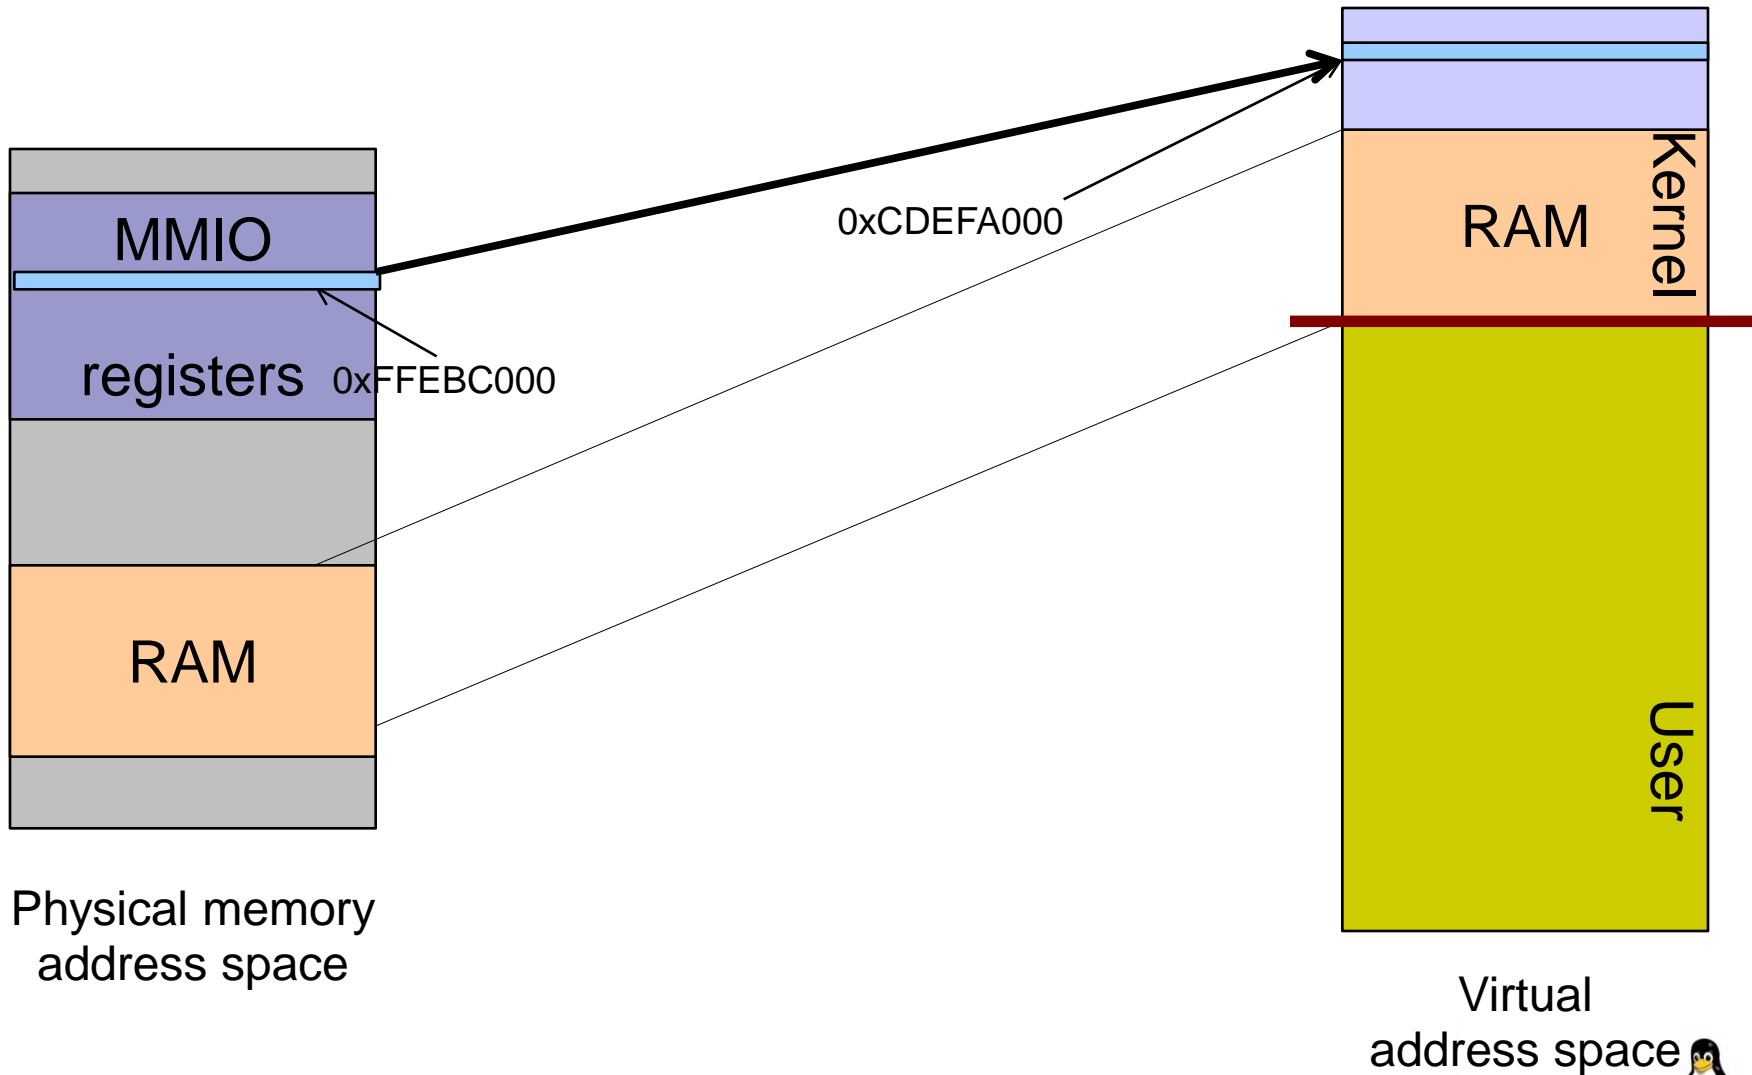 MMIO
registers
0xFFEBC000
RAM
Physical memory
address space
0xCDEFA000
RAM
Kernel
User
Virtual
address space